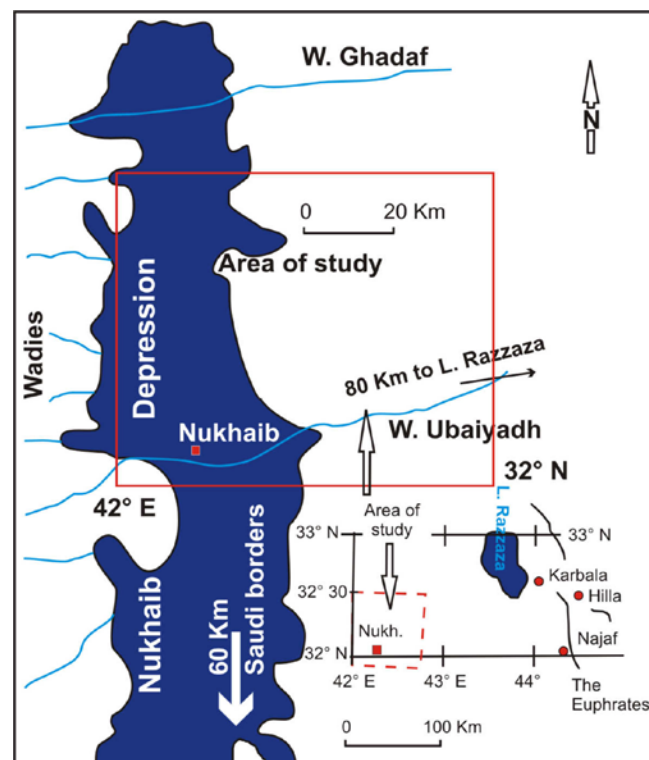 W. Ghadaf
N
0 20 Km
Area of study
Depression
Wadies
80 Km to L. Razzaza
Nukhaib
W. Ubaiyadh
32° N
42° E
Area of
study
L. Razzaza
33° N
33° N
Karbala
32° 30
Hilla
Nukh.
Najaf
32° N
42° E
43° E
44°
The
Euphrates
0 100 Km
Nukhaib
60 Km
Saudi borders